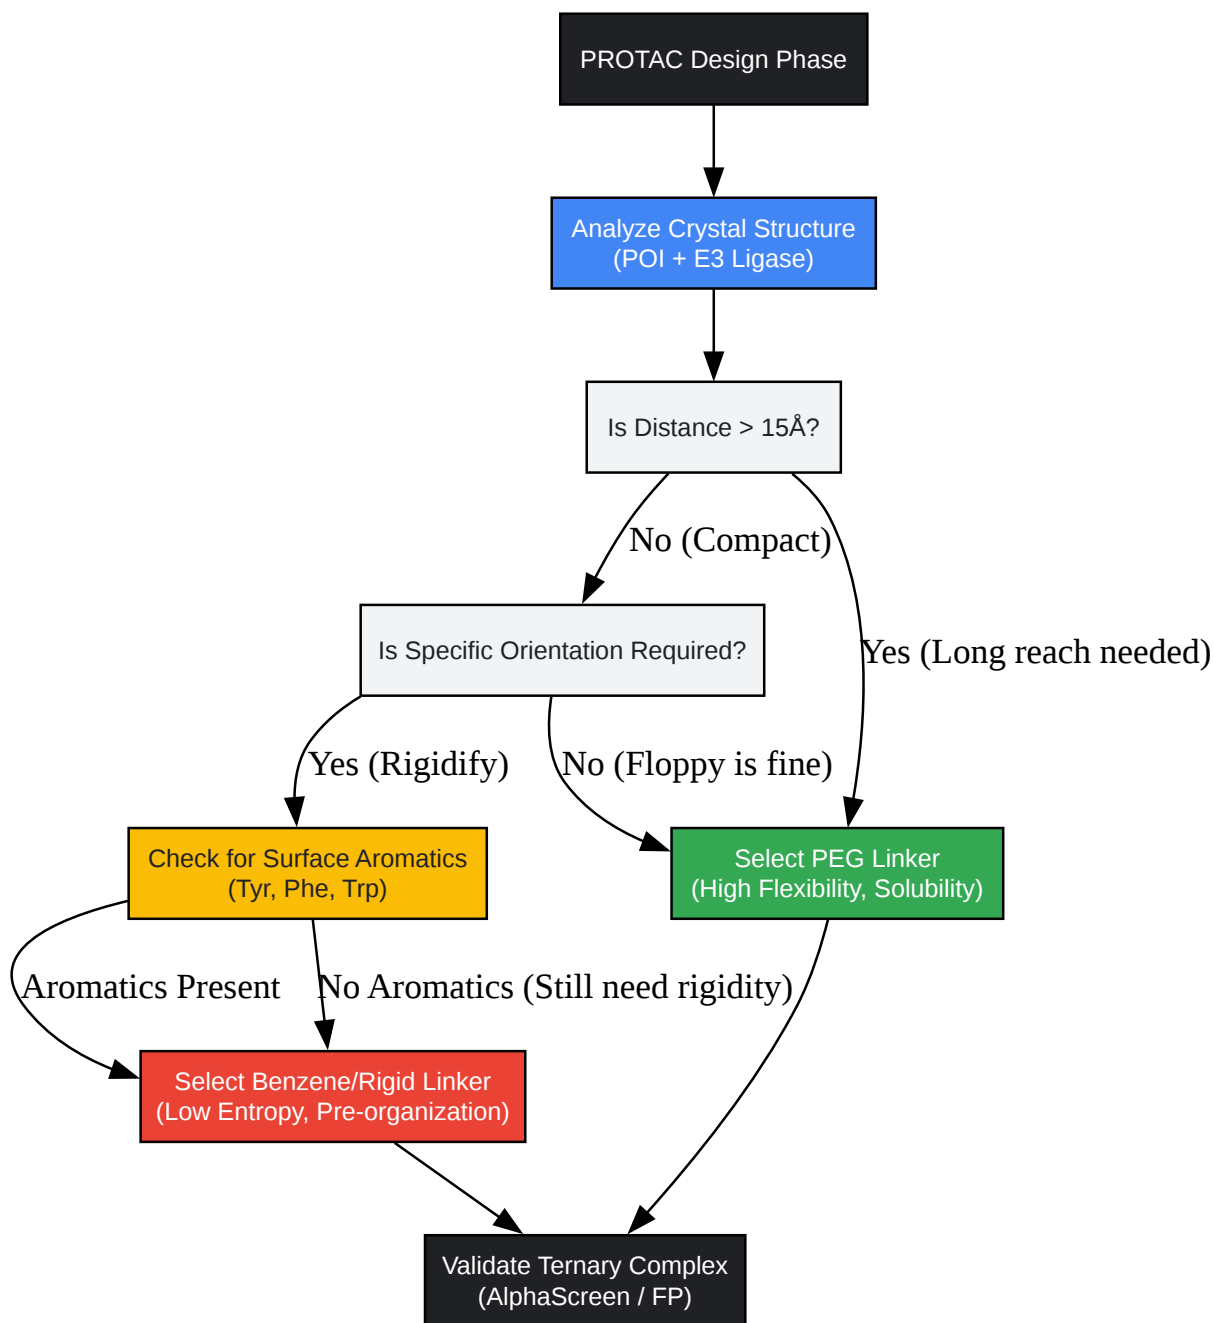 PROTAC Design Phase
Analyze Crystal Structure
(POI + E3 Ligase)
Is Distance > 15Å?
No (Compact)
Yes (Long reach needed)
Is Specific Orientation Required?
Yes (Rigidify)
No (Floppy is fine)
Check for Surface Aromatics
(Tyr, Phe, Trp)
Select PEG Linker
(High Flexibility, Solubility)
Aromatics Present
No Aromatics (Still need rigidity)
Select Benzene/Rigid Linker
(Low Entropy, Pre-organization)
Validate Ternary Complex
(AlphaScreen / FP)